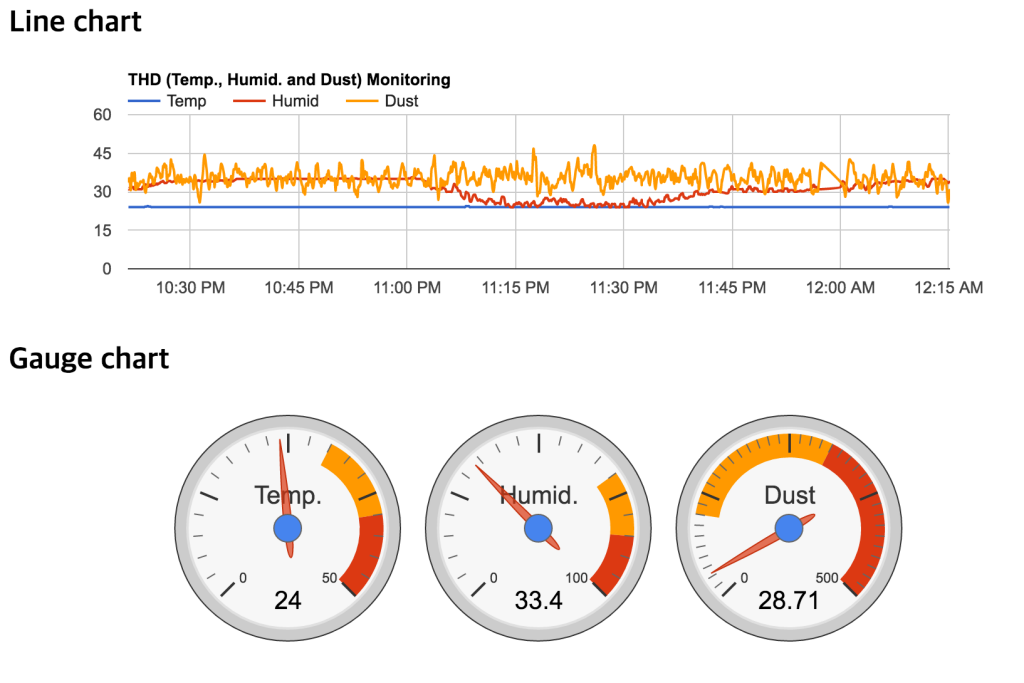 Line chart
THD (Temp., Humid. and Dust) Monitoring
Temp Humid Dust
60
45
30
15
0
10:30 PM 10:45 PM 11:00 PM 11:15 PM 11:30 PM 11:45 PM 12:00 AM 12:15 AM
Gauge chart
Temp. Humid. Dust
0 50 0 100 0 500
24 33.4 28.71